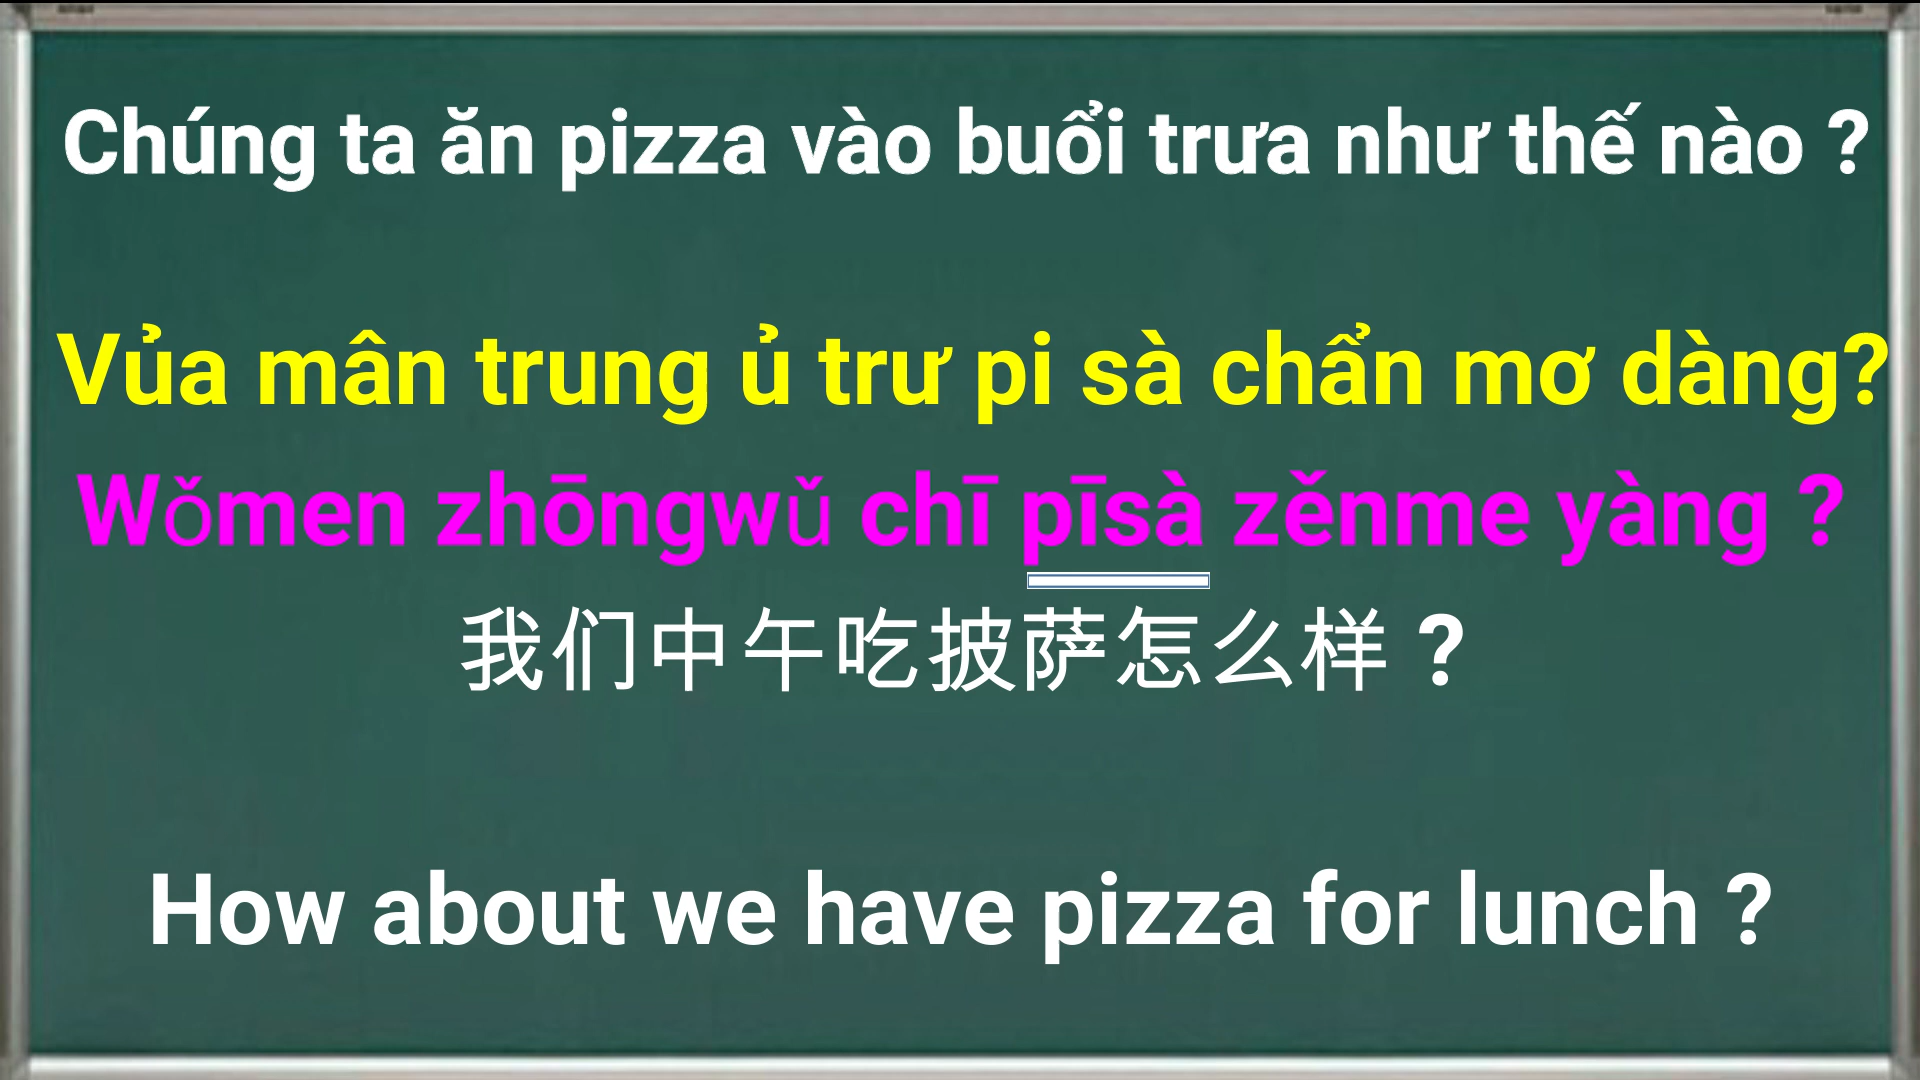 Chúng ta ăn pizza vào buổi trưa như thế nào ?
Vủa mân trung ủ trư pi sà chẩn mơ dàng?
Wǒmen zhōngwǔ chī pīsà zěnme yàng ?
我们中午吃披萨怎么样 ?
How about we have pizza for lunch ?